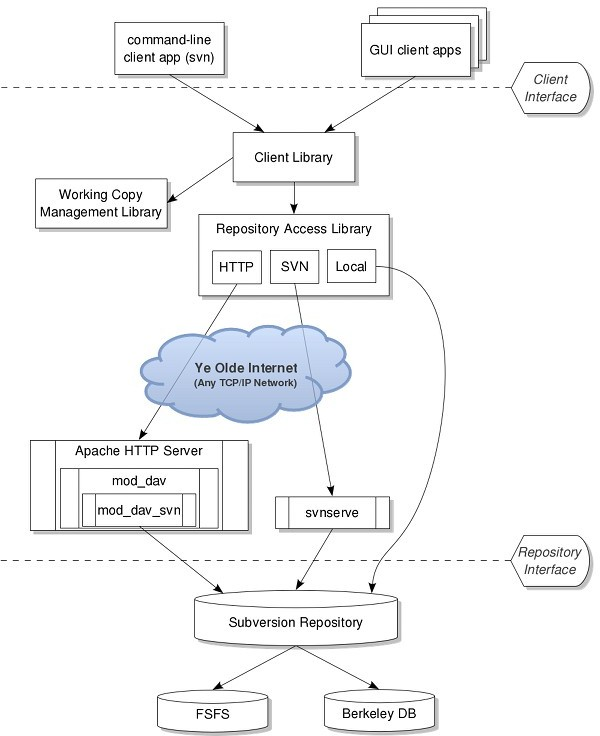 command-line
client app (svn)
GUI client apps
Client
Interface
Client Library
Working Copy
Management Library
Repository Access Library
HTTP
SVN
Local
Ye Olde Internet
(Any TCP/IP Network)
Apache HTTP Server
mod_dav
mod_dav_svn
svnserve
Repository
Interface
Subversion Repository
FSFS
Berkeley DB